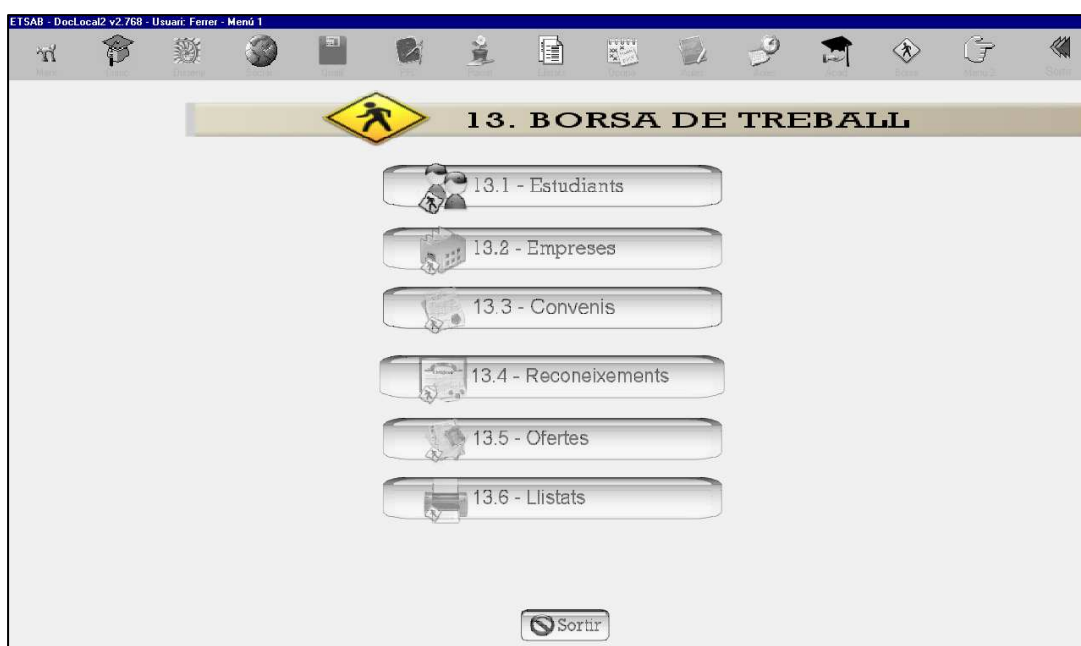 ETSAB - DocLocal2 v2.768 - Usuari: Ferrer - Menú 1
13. BORSA DE TREBALL
13.1 - Estudiants
13.2 - Empreses
13.3 - Convenis
13.4 - Reconeixements
13.5 - Ofertes
13.6 - Llistats
Sortir